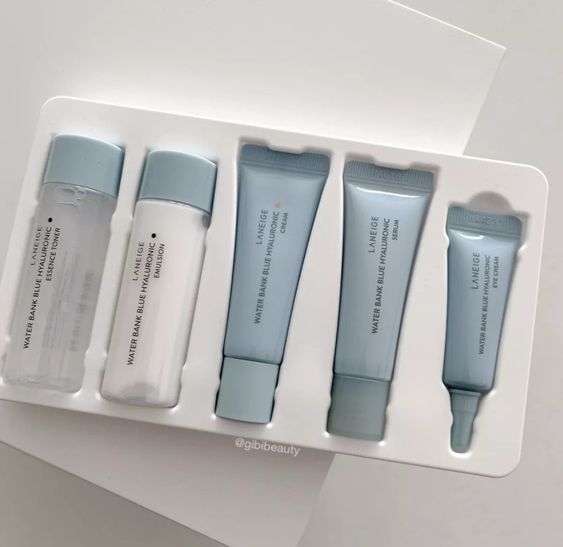 LANEIGE
WATER BANK BLUE HYALURONIC
ESSENCE TONER
LANEIGE
WATER BANK BLUE HYALURONIC
EMULSION
LANEIGE
WATER BANK BLUE HYALURONIC
CREAM
LANEIGE
WATER BANK BLUE HYALURONIC
SERUM
LANEIGE
WATER BANK BLUE HYALURONIC
EYE CREAM
@gibibeauty